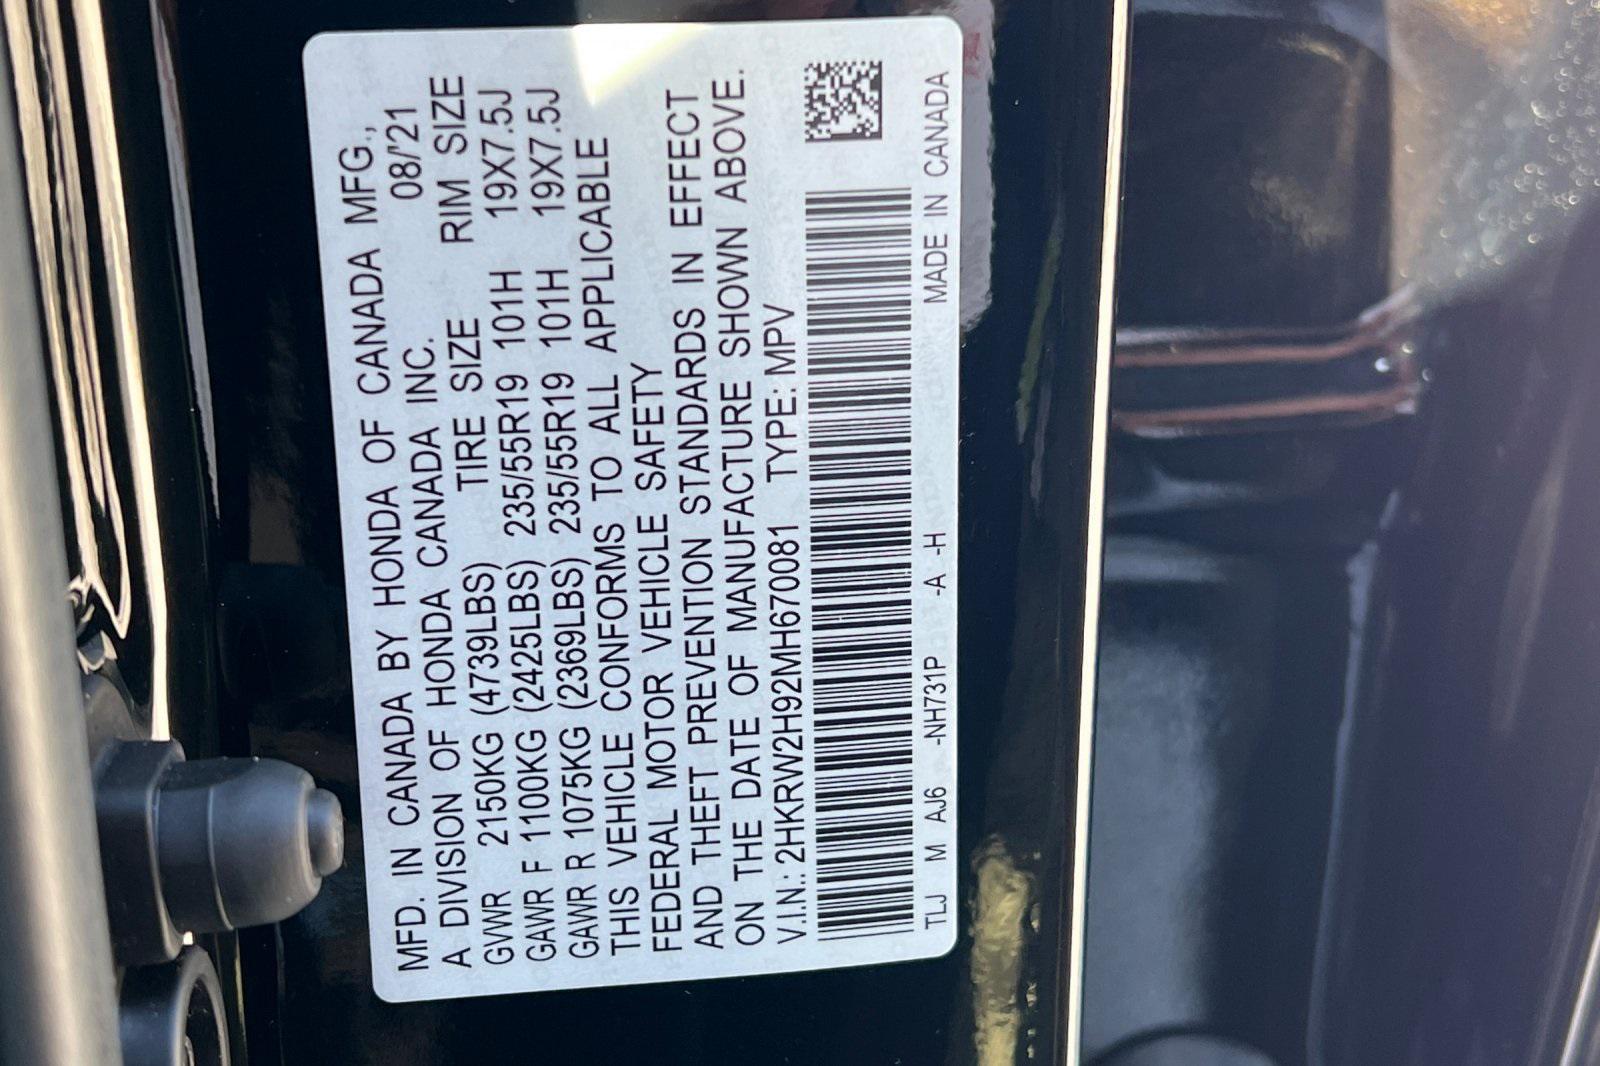 MFD. IN CANADA BY HONDA OF CANADA MFG.,
A DIVISION OF HONDA CANADA INC. 08/'21
TIRE SIZE RIM SIZE
GVWR 2150KG (4739LBS) 235/55R19 101H 19X7.5J
GAWR F 1100KG (2425LBS) 235/55R19 101H 19X7.5J
GAWR R 1075KG (2369LBS)
THIS VEHICLE CONFORMS TO ALL APPLICABLE
FEDERAL MOTOR VEHICLE SAFETY
AND THEFT PREVENTION STANDARDS IN EFFECT
ON THE DATE OF MANUFACTURE SHOWN ABOVE.
V.I.N.: 2HKRW2H92MH670081 TYPE: MPV
TLJ M AJ6 -NH731P -A -H MADE IN CANADA